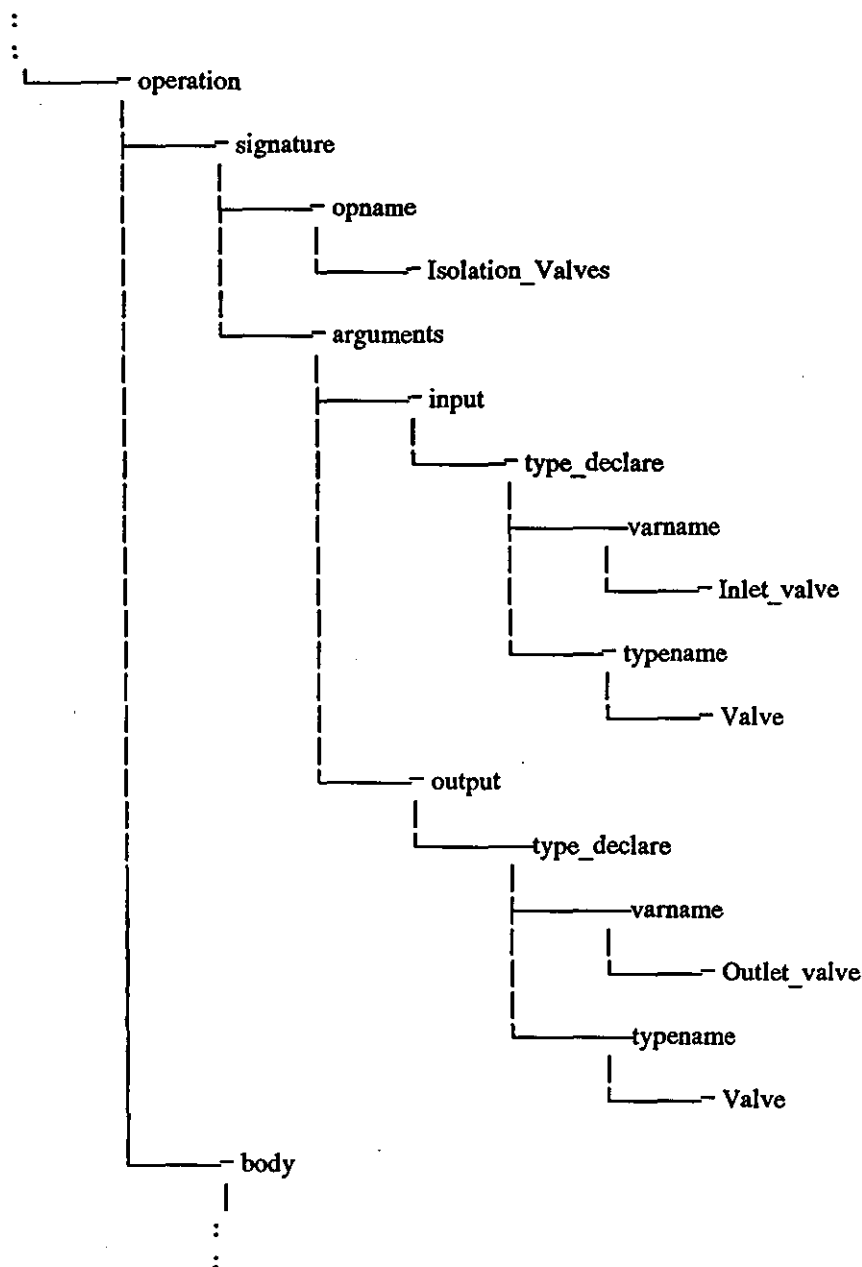 :
:
operation
signature
opname
Isolation_Valves
arguments
input
type_declare
varname
Inlet_valve
typename
Valve
output
type_declare
varname
Outlet_valve
typename
Valve
body
:
: